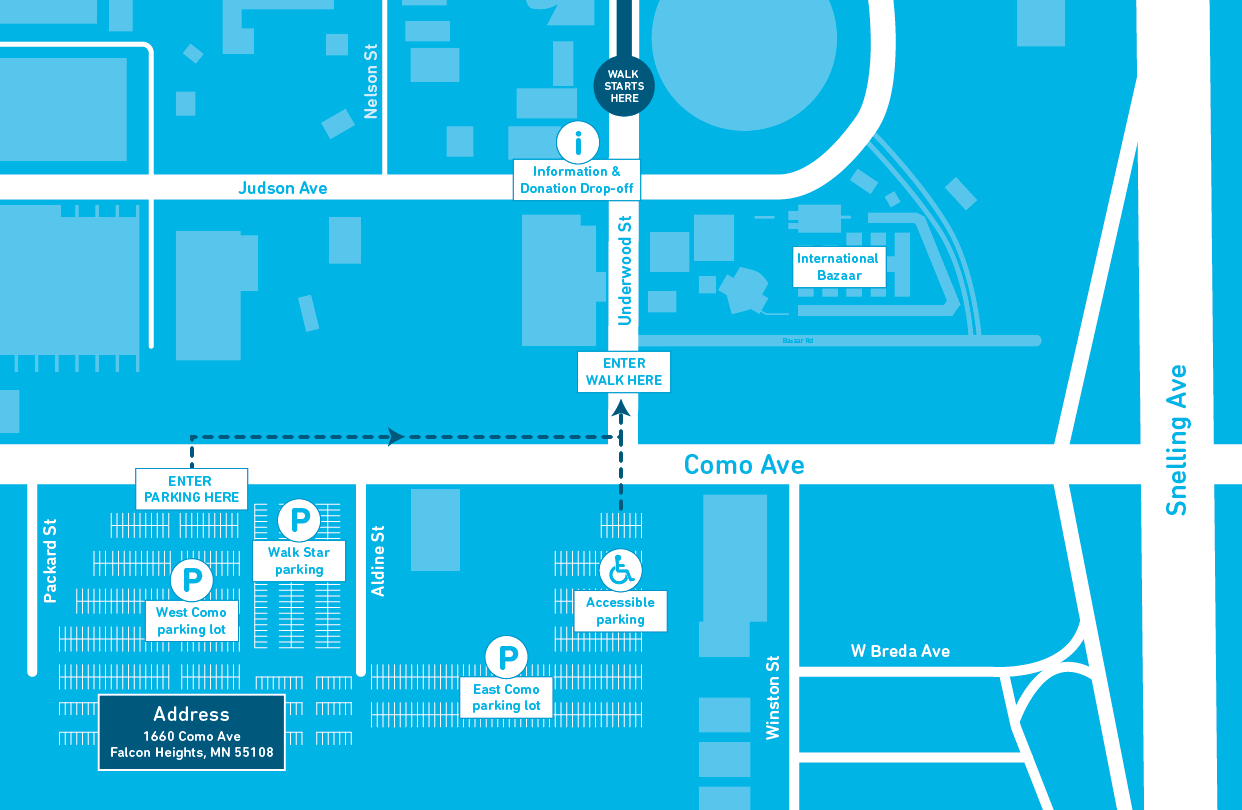 WALK
STARTS
HERE
Nelson St
i
Information &
Donation Drop-off
Judson Ave
Underwood St
International
Bazaar
Bazaar Rd
ENTER
WALK HERE
Snelling Ave
Como Ave
ENTER
PARKING HERE
P
Walk Star
parking
Packard St
Aldine St
P
West Como
parking lot
Accessible
parking
P
East Como
parking lot
W Breda Ave
Winston St
Address
1660 Como Ave
Falcon Heights, MN 55108